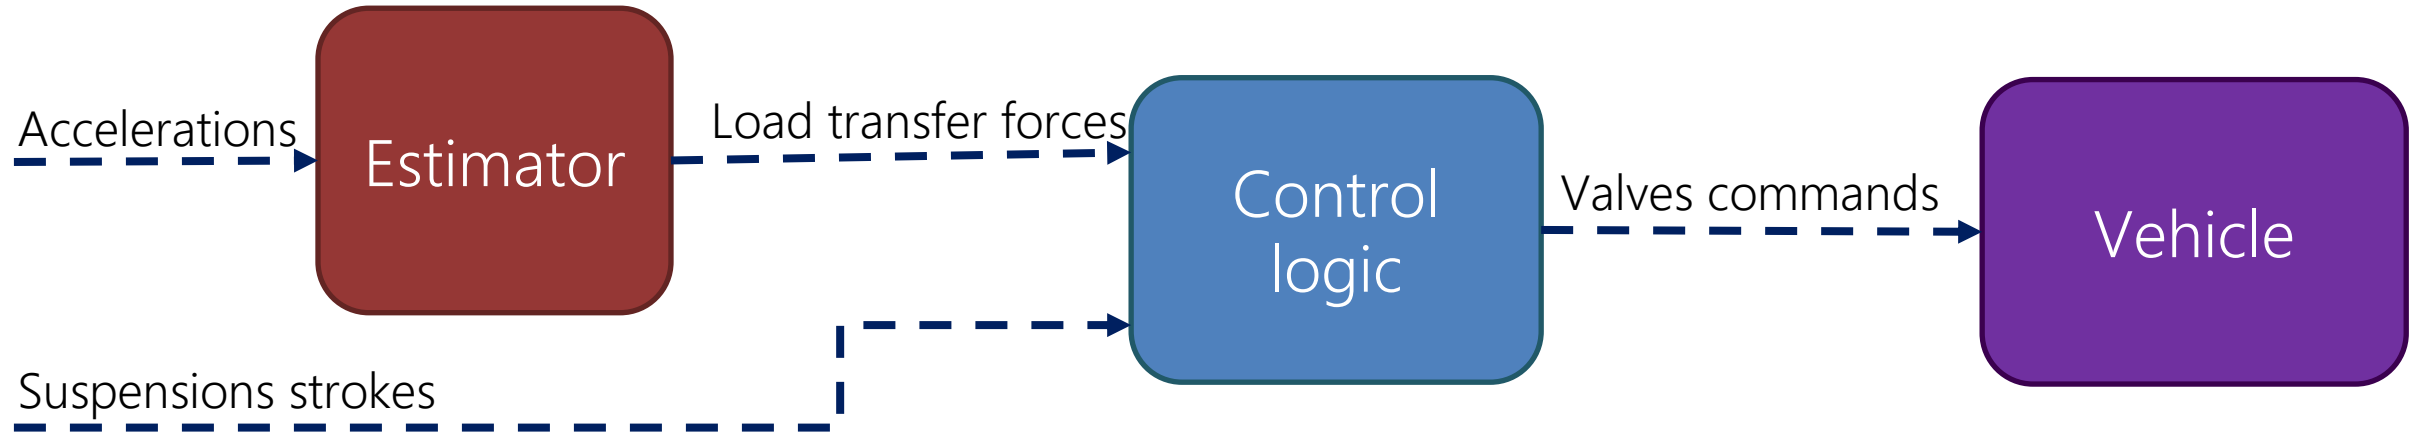 Accelerations
Estimator
Load transfer forces
Control
logic
Valves commands
Vehicle
Suspensions strokes